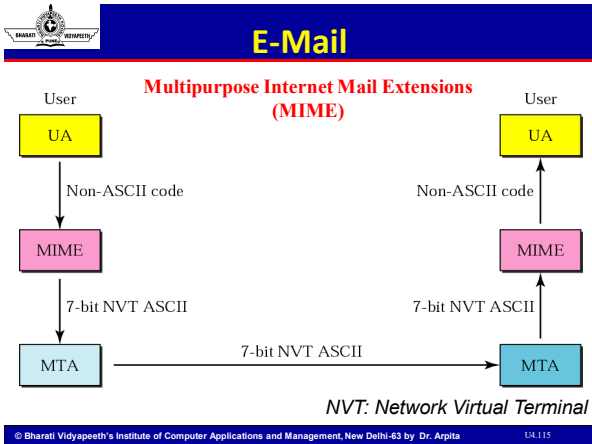 BHARATI
VIDYAPEETH
PUNE
E-Mail
Multipurpose Internet Mail Extensions
(MIME)
User
User
UA
UA
Non-ASCII code
Non-ASCII code
MIME
MIME
7-bit NVT ASCII
7-bit NVT ASCII
7-bit NVT ASCII
MTA
MTA
NVT: Network Virtual Terminal
© Bharati Vidyapeeth's Institute of Computer Applications and Management, New Delhi-63 by Dr. Arpita
U4.115